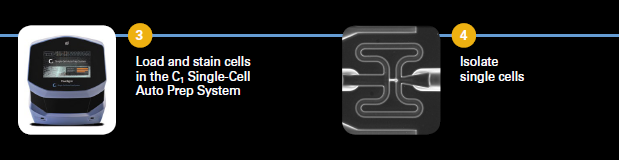 3
Load and stain cells
in the C₁ Single-Cell
Auto Prep System
4
Isolate
single cells